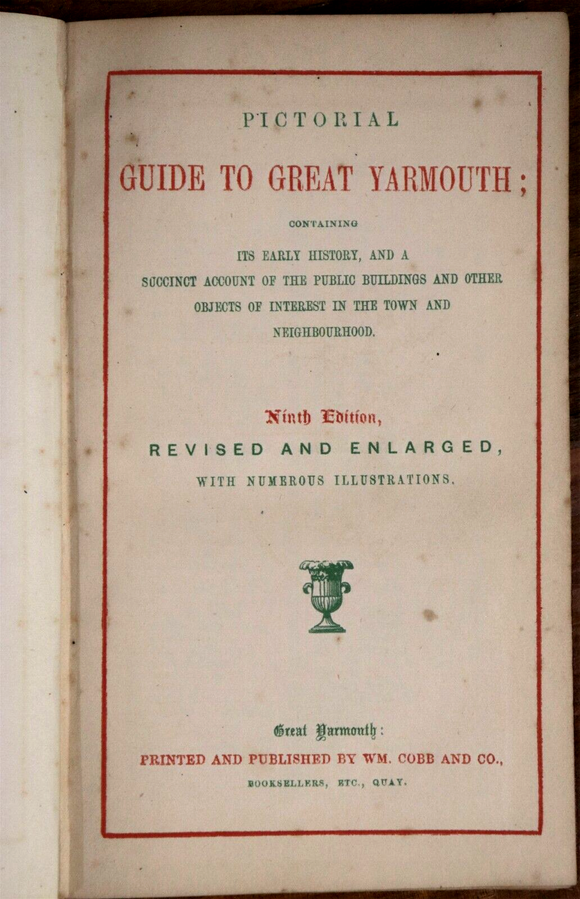 PICTORIAL
GUIDE TO GREAT YARMOUTH;
CONTAINING
ITS EARLY HISTORY, AND A
SUCCINCT ACCOUNT OF THE PUBLIC BUILDINGS AND OTHER
OBJECTS OF INTEREST IN THE TOWN AND
NEIGHBOURHOOD.
Ninth Edition,
REVISED AND ENLARGED,
WITH NUMEROUS ILLUSTRATIONS.
Great Yarmouth:
PRINTED AND PUBLISHED BY WM. COBB AND CO.,
BOOKSELLERS, ETC., QUAY.